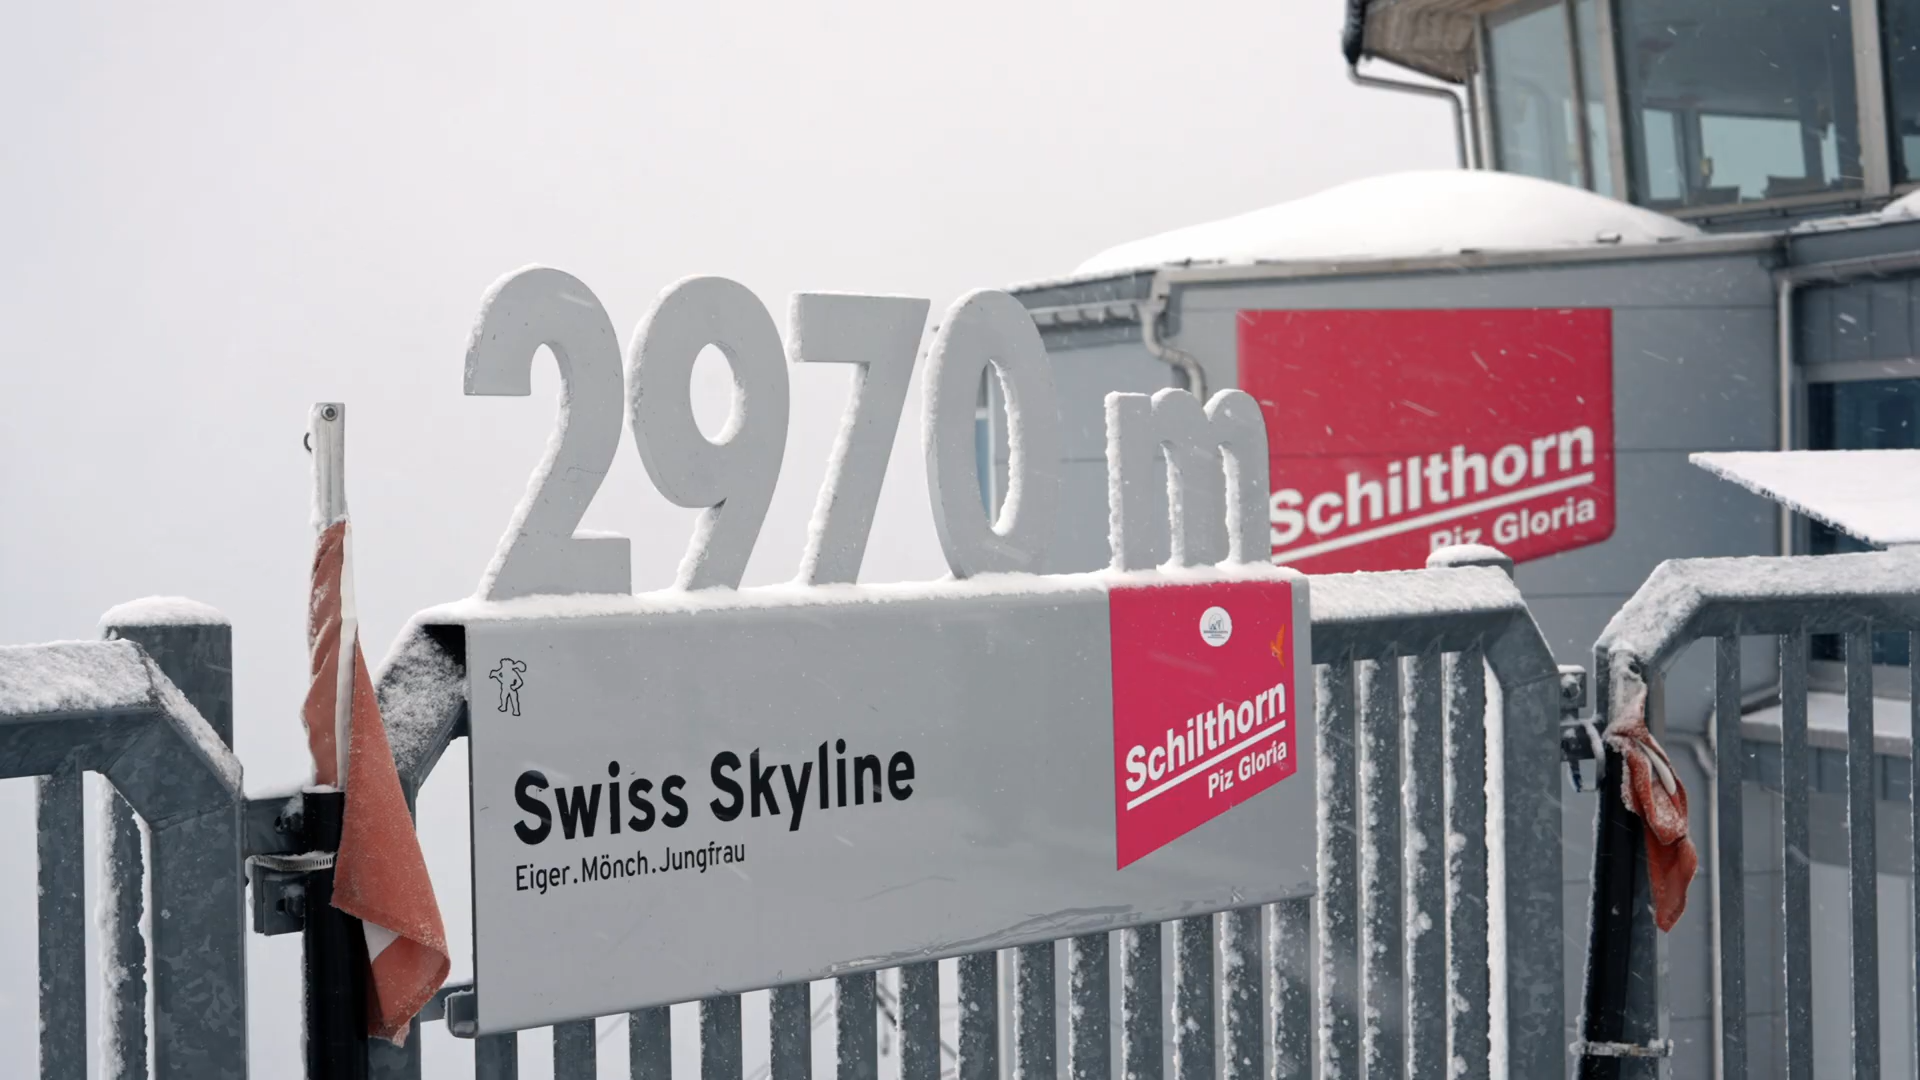 2970 m
Schilthorn
Piz Gloria
Swiss Skyline
Eiger.Mönch.Jungfrau
Schilthorn
Piz Gloria